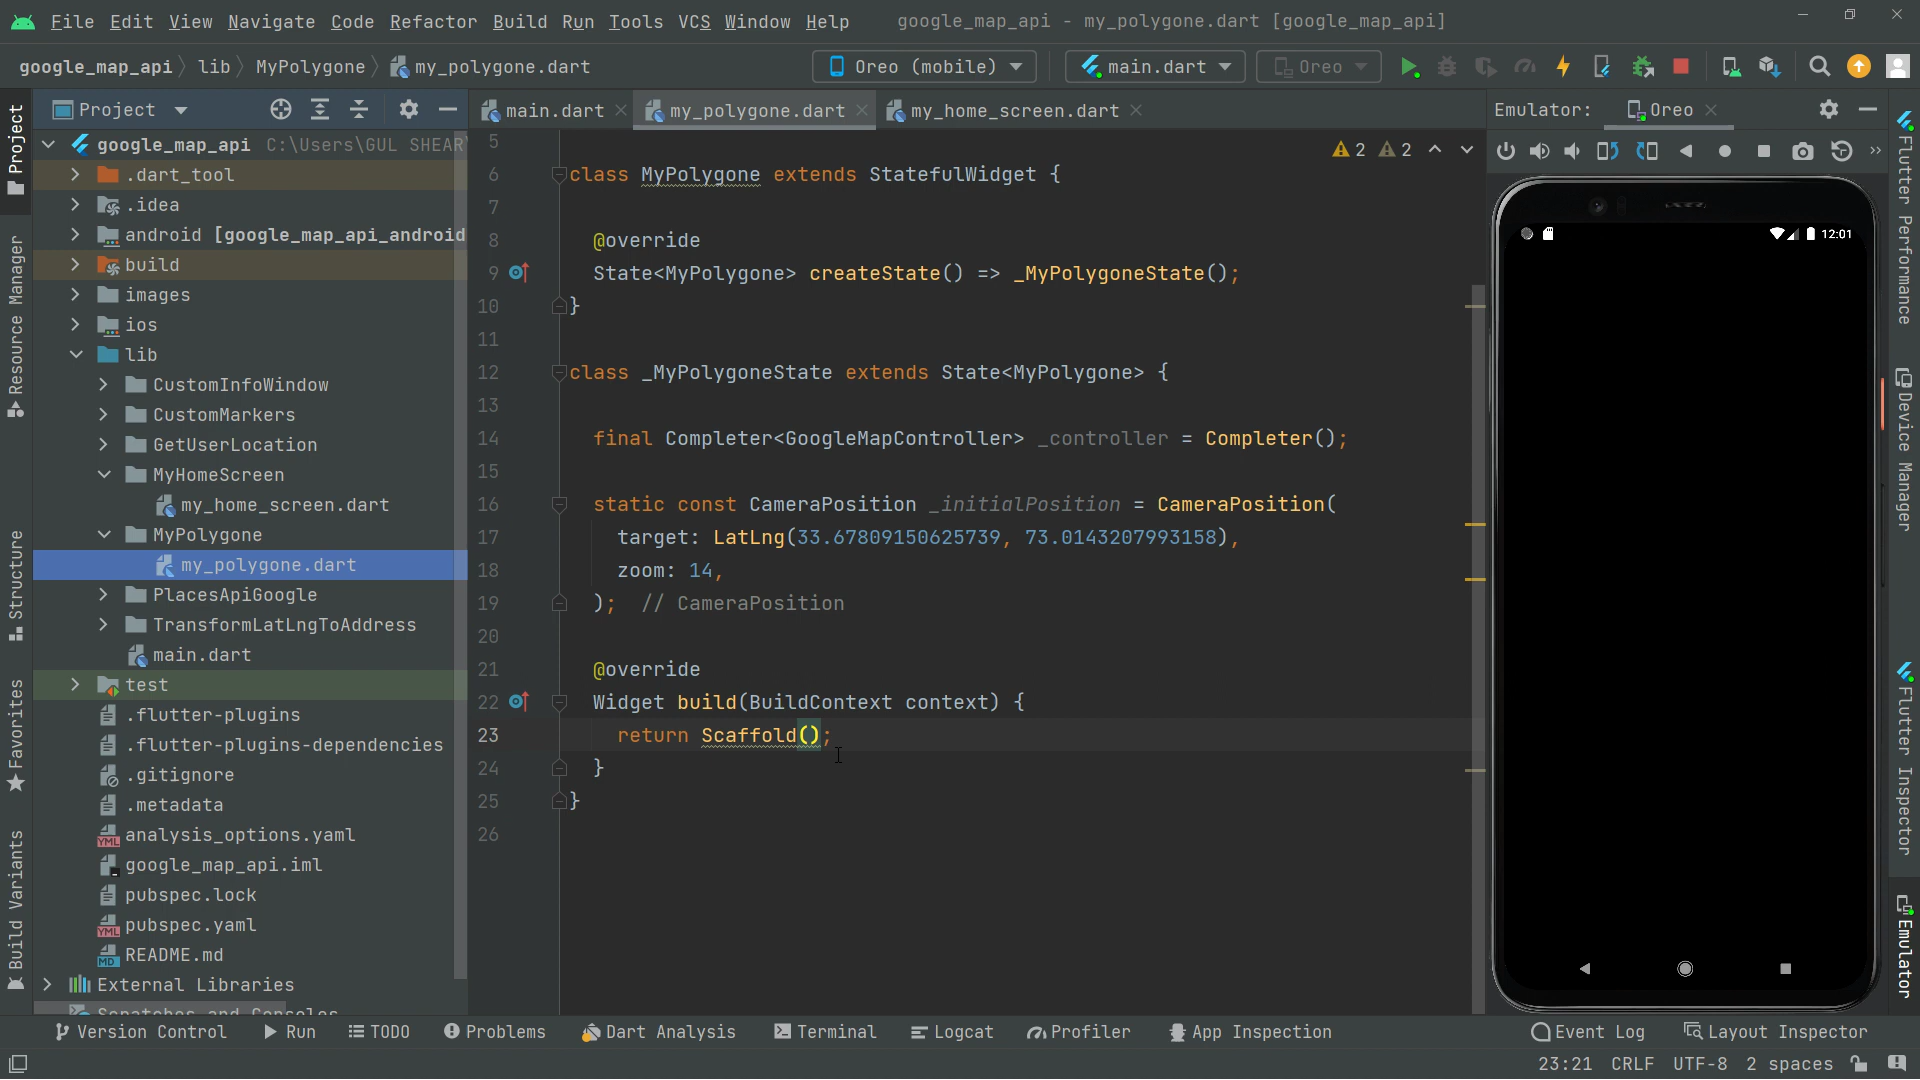 File Edit View Navigate Code Refactor Build Run Tools VCS Window Help google_map_api - my_polygone.dart [google_map_api]
google_map_api lib MyPolygone my_polygone.dart Oreo (mobile) main.dart Oreo
Project main.dart my_polygone.dart my_home_screen.dart Emulator: Oreo
google_map_api C:\Users\GUL SHEAR
.dart_tool
.idea
android [google_map_api_android
build
images
ios
lib
CustomInfoWindow
CustomMarkers
GetUserLocation
MyHomeScreen
my_home_screen.dart
MyPolygone
my_polygone.dart
PlacesApiGoogle
TransformLatLngToAddress
main.dart
test
.flutter-plugins
.flutter-plugins-dependencies
.gitignore
.metadata
analysis_options.yaml
google_map_api.iml
pubspec.lock
pubspec.yaml
README.md
External Libraries
Scratches and Consoles
2 2
5
6 class MyPolygone extends StatefulWidget {
7
8 @override
9 State<MyPolygone> createState() => _MyPolygoneState();
10 }
11
12 class _MyPolygoneState extends State<MyPolygone> {
13
14 final Completer<GoogleMapController> _controller = Completer();
15
16 static const CameraPosition _initialPosition = CameraPosition(
17 target: LatLng(33.67809150625739, 73.0143207993158),
18 zoom: 14,
19 ); // CameraPosition
20
21 @override
22 Widget build(BuildContext context) {
23 return Scaffold();
24 }
25 }
26
12:01
Project
Resource Manager
Structure
Favorites
Build Variants
Flutter Performance
Device Manager
Flutter Inspector
Emulator
Version Control Run TODO Problems Dart Analysis Terminal Logcat Profiler App Inspection Event Log Layout Inspector
23:21 CRLF UTF-8 2 spaces